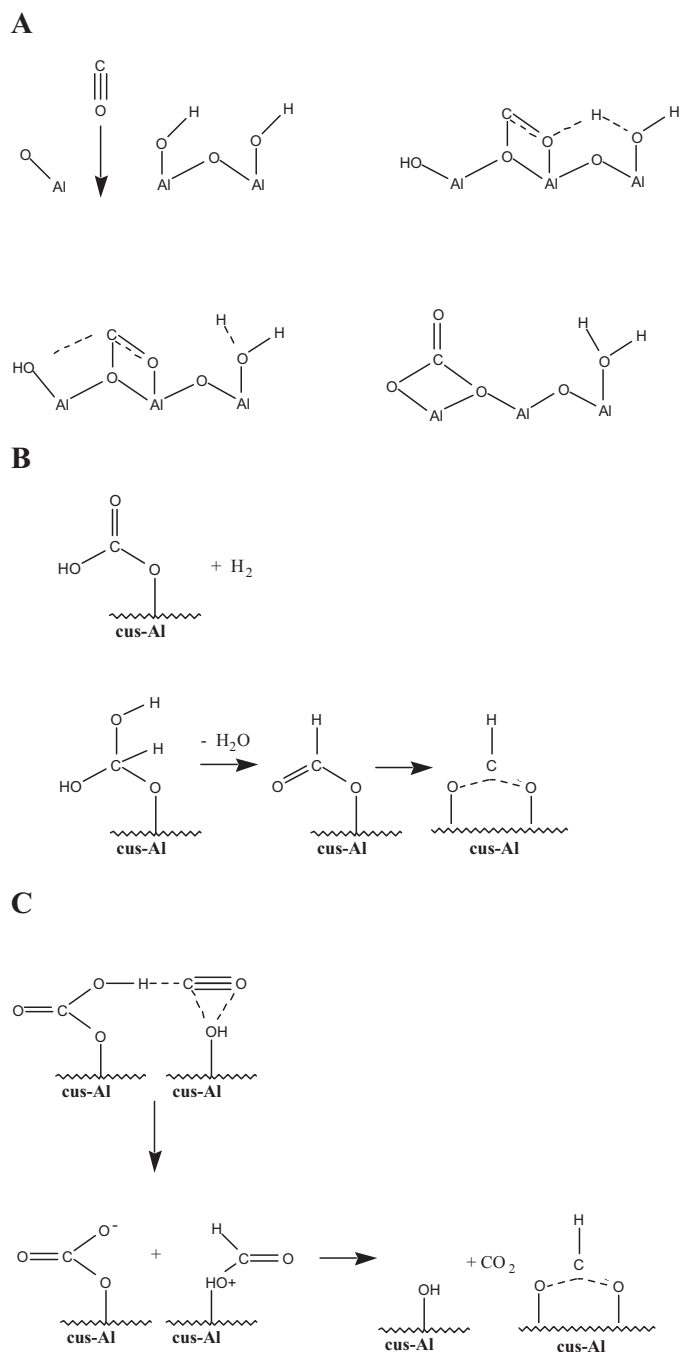 A
C
O H H
O O O
Al Al Al
C H H
O O
HO O O
Al Al Al
H
C O H
HO O O O
Al Al Al
O
H H
C O
O O O
Al Al Al
B
O
C
HO O + H2
cus-Al
H
O H
H - H2O
C C C
HO O O O O O
cus-Al cus-Al cus-Al
C
O H C O
O C
O OH
cus-Al cus-Al
O- H H
O C + C O + CO2 C
O HO+ OH O O
cus-Al cus-Al cus-Al cus-Al